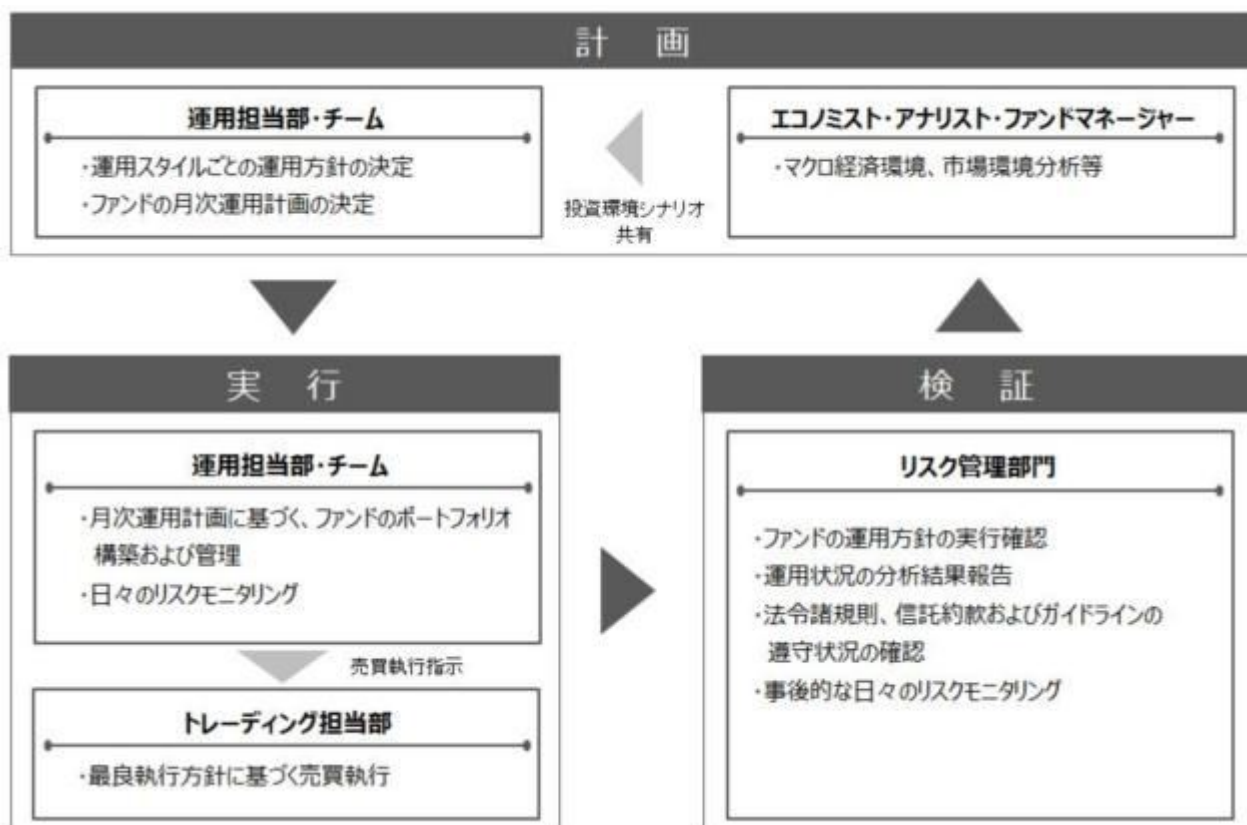 計 画
運用担当部・チーム
・運用スタイルごとの運用方針の決定
・ファンドの月次運用計画の決定
投資環境シナリオ
共有
エコノミスト・アナリスト・ファンドマネージャー
・マクロ経済環境、市場環境分析等
実 行
運用担当部・チーム
・月次運用計画に基づく、ファンドのポートフォリオ
構築および管理
・日々のリスクモニタリング
売買執行指示
トレーディング担当部
・最良執行方針に基づく売買執行
検 証
リスク管理部門
・ファンドの運用方針の実行確認
・運用状況の分析結果報告
・法令諸規則、信託約款およびガイドラインの
遵守状況の確認
・事後的な日々のリスクモニタリング